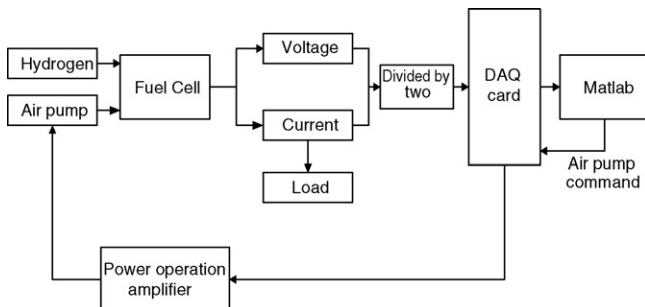 Hydrogen
Air pump
Fuel Cell
Voltage
Current
Load
Divided by
two
DAQ
card
Matlab
Air pump
command
Power operation
amplifier